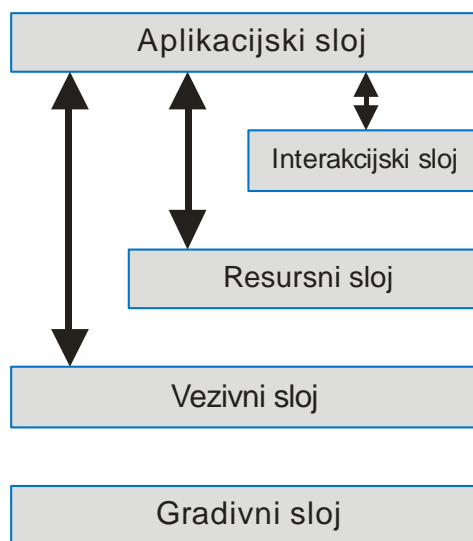 Aplikacijski sloj
Interakcijski sloj
Resursni sloj
Vezivni sloj
Gradivni sloj